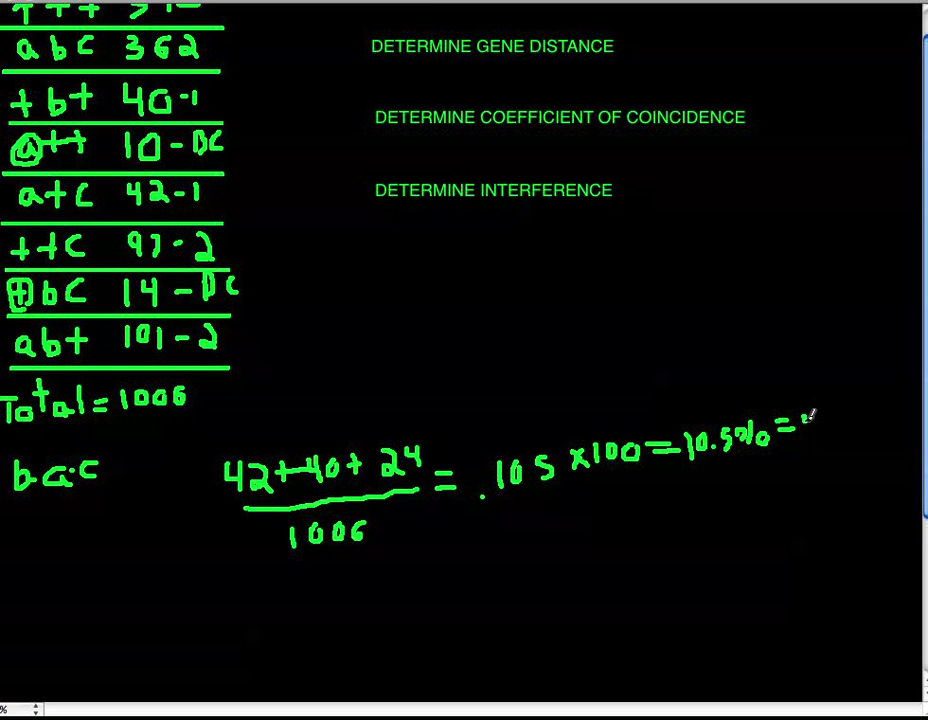 + + +
a b c 362
DETERMINE GENE DISTANCE
+ b + 40-1
DETERMINE COEFFICIENT OF COINCIDENCE
a + + 10 - DC
DETERMINE INTERFERENCE
a + c 42-1
+ + c 97-2
+ b c 14 - DC
a b + 101-2
Total = 1006
b-a-c
42+40+24 = .105 x100 = 10.5% =
1006
%